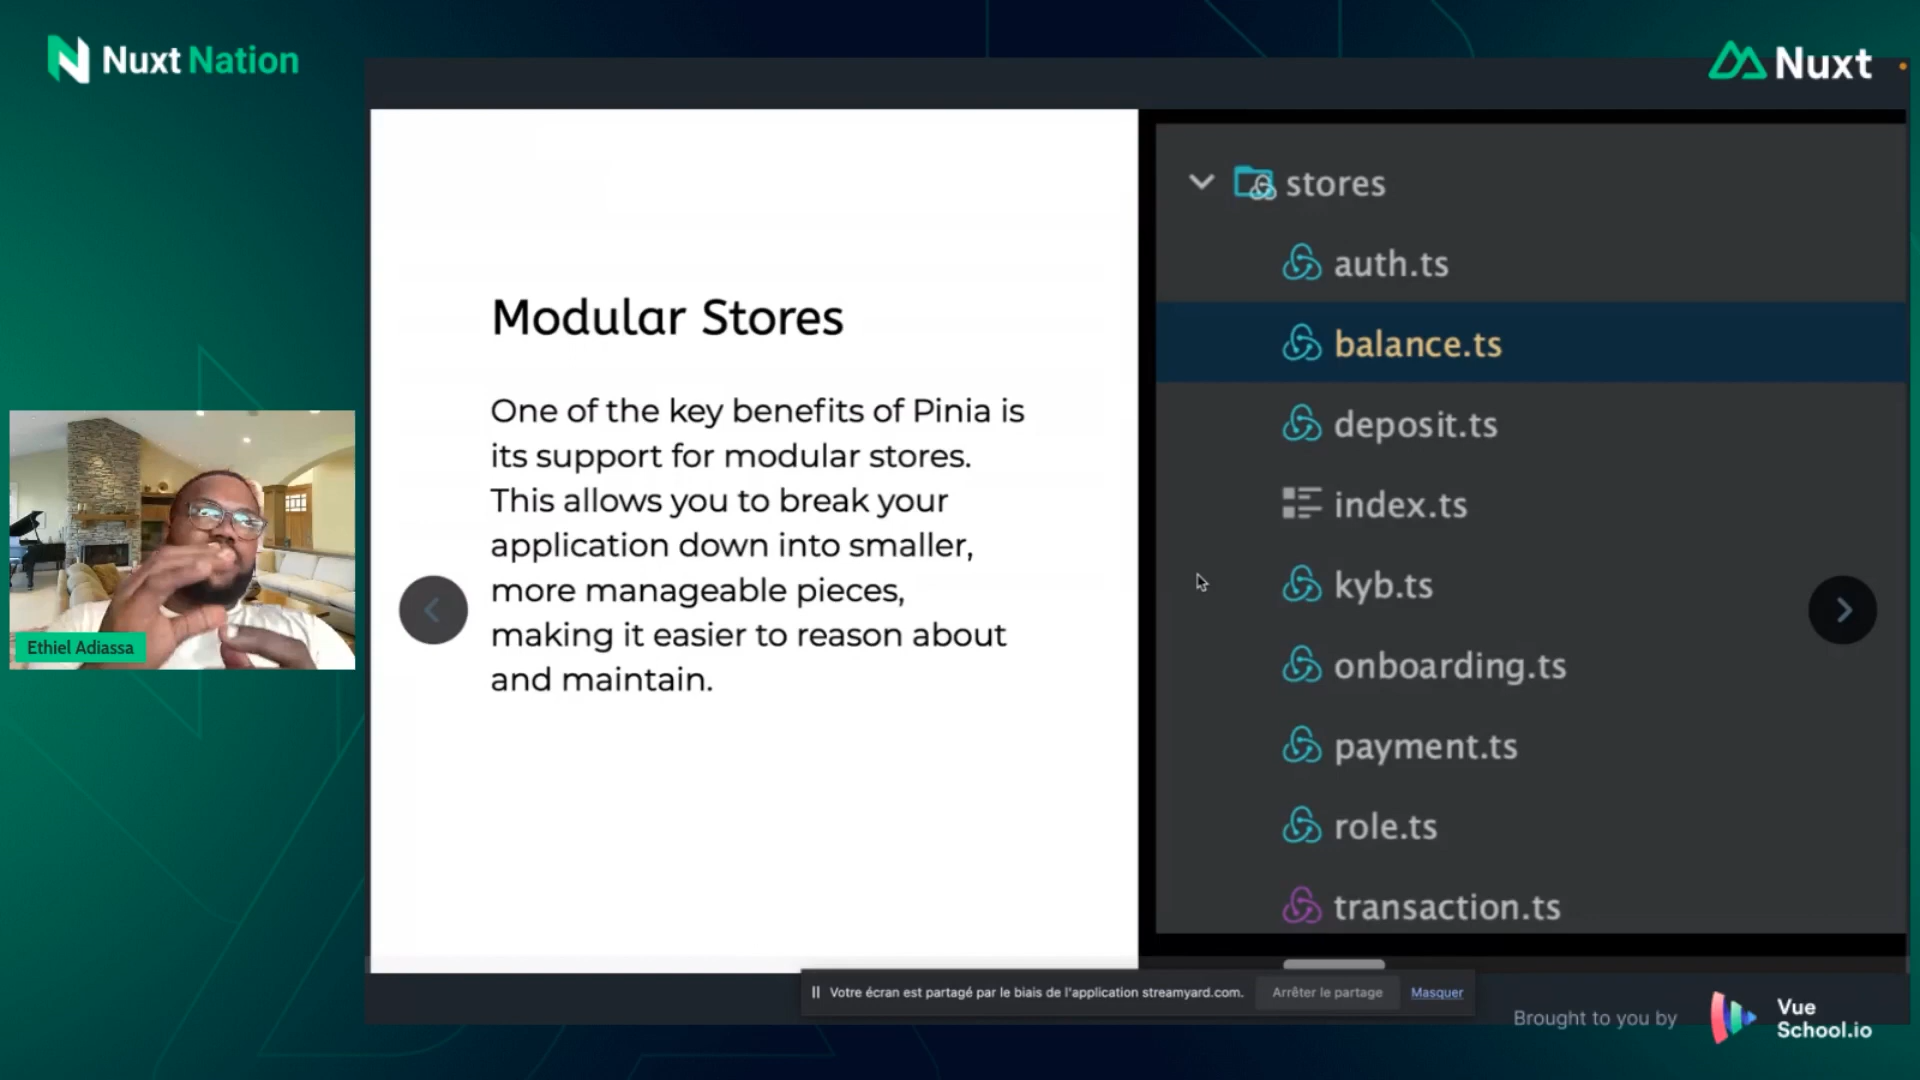 Nuxt Nation
Nuxt
Modular Stores
One of the key benefits of Pinia is
its support for modular stores.
This allows you to break your
application down into smaller,
more manageable pieces,
making it easier to reason about
and maintain.
stores
auth.ts
balance.ts
deposit.ts
index.ts
kyb.ts
onboarding.ts
payment.ts
role.ts
transaction.ts
Ethiel Adiassa
Votre écran est partagé par le biais de l'application streamyard.com.
Arrêter le partage
Masquer
Brought to you by
Vue
School.io